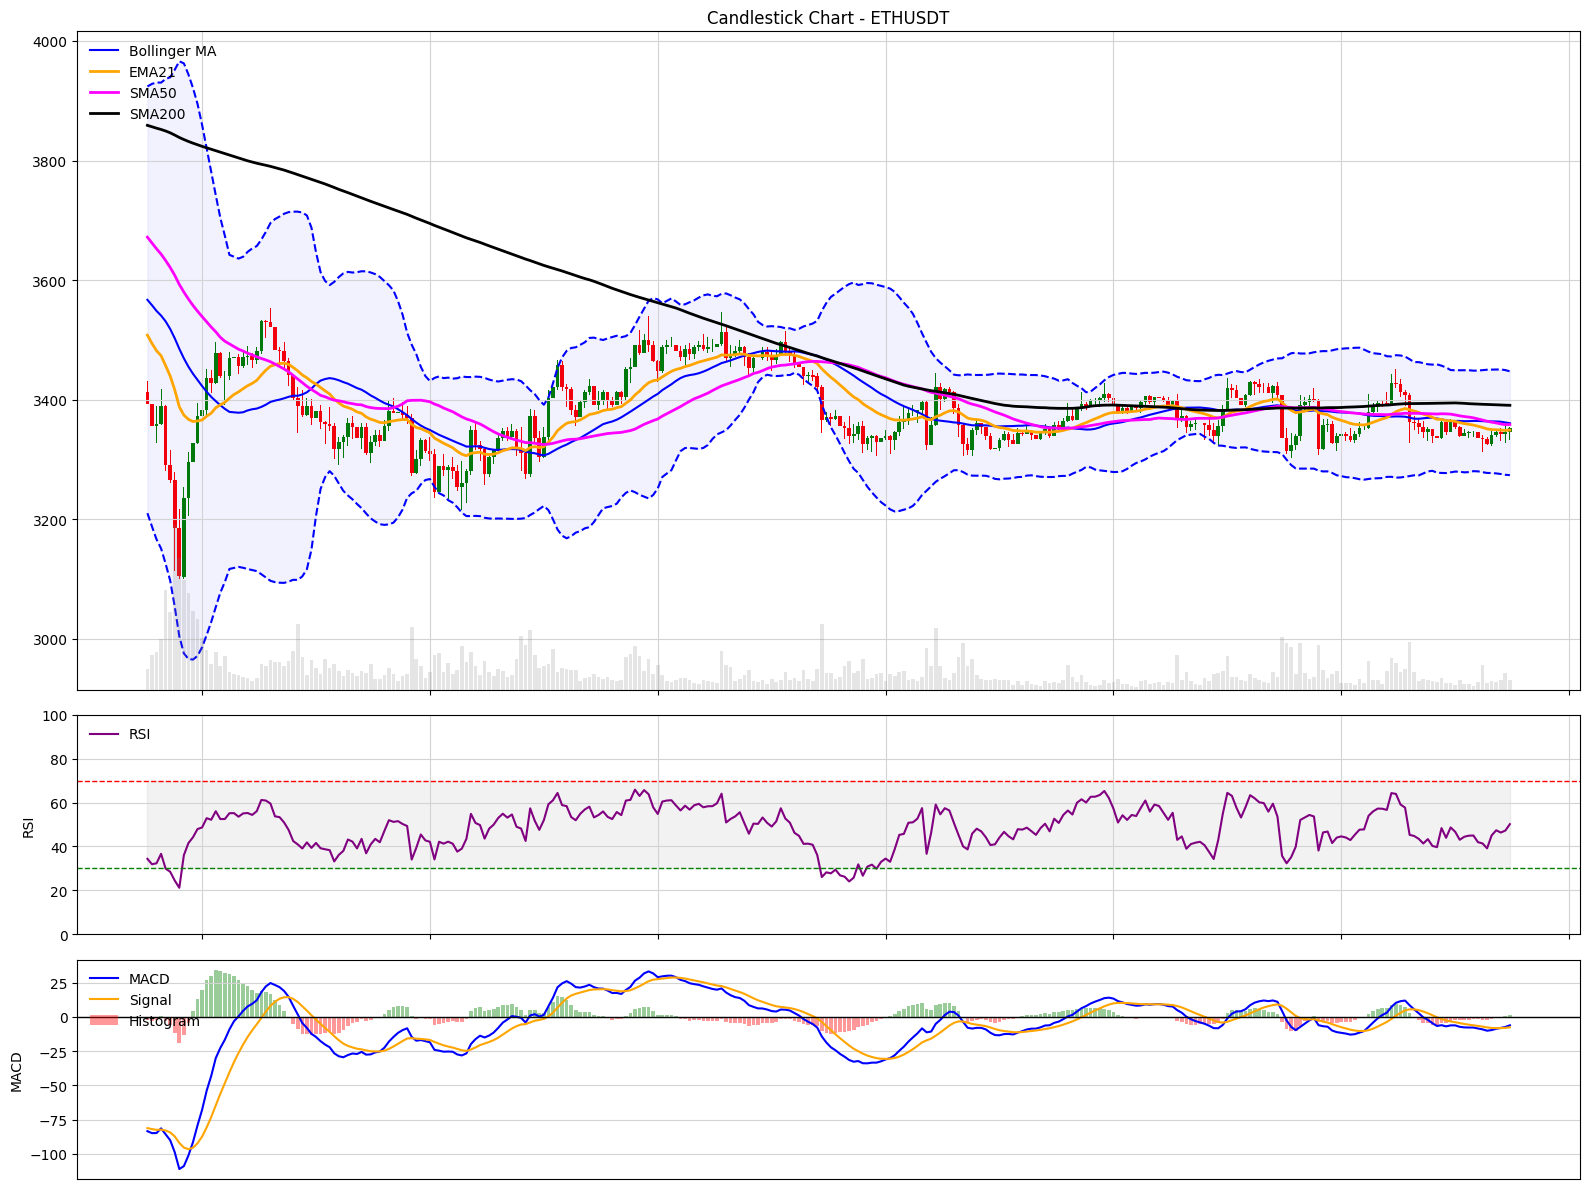 Candlestick Chart - ETHUSDT
Bollinger MA
EMA21
SMA50
SMA200
4000
3800
3600
3400
3200
3000
RSI
RSI
100
80
60
40
20
0
MACD
Signal
Histogram
MACD
25
0
−25
−50
−75
−100